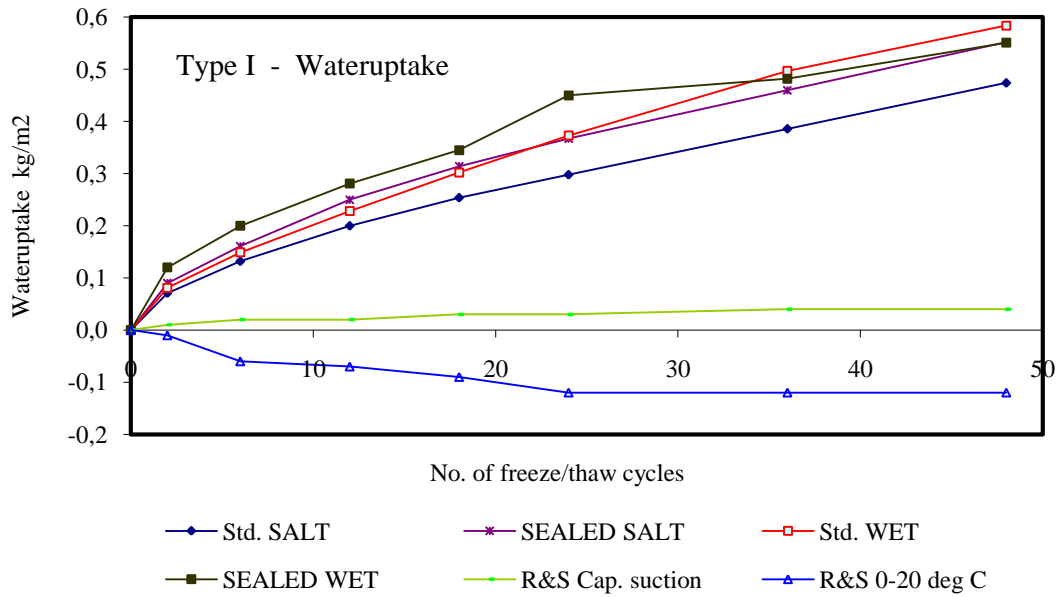 0,6
Type I - Wateruptake
0,5
0,4
0,3
0,2
0,1
0,0
-0,1
-0,2
Wateruptake kg/m2
0 10 20 30 40 50
No. of freeze/thaw cycles
Std. SALT SEALED SALT Std. WET
SEALED WET R&S Cap. suction R&S 0-20 deg C